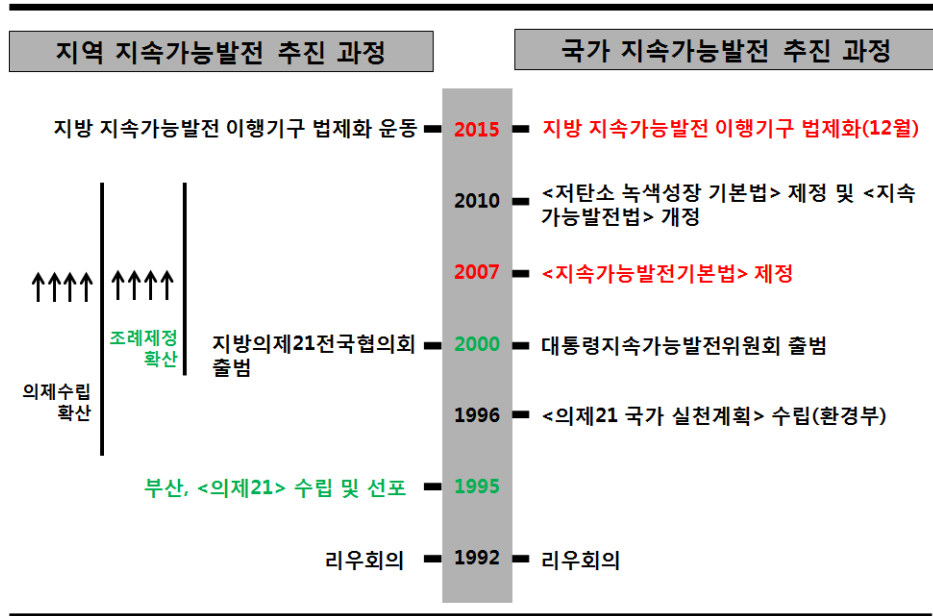 지역 지속가능발전 추진 과정
국가 지속가능발전 추진 과정
지방 지속가능발전 이행기구 법제화 운동
2015
지방 지속가능발전 이행기구 법제화(12월)
2010
<저탄소 녹색성장 기본법> 제정 및 <지속
가능발전법> 개정
2007
<지속가능발전기본법> 제정
조례제정
확산
지방의제21전국협의회
출범
2000
대통령지속가능발전위원회 출범
의제수립
확산
1996
<의제21 국가 실천계획> 수립(환경부)
부산, <의제21> 수립 및 선포
1995
리우회의
1992
리우회의